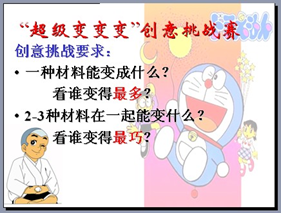 “超级变变变”创意挑战赛
创意挑战要求:
• 一种材料能变成什么?
看谁变得最多?
• 2-3种材料在一起能变什么?
看谁变得最巧?